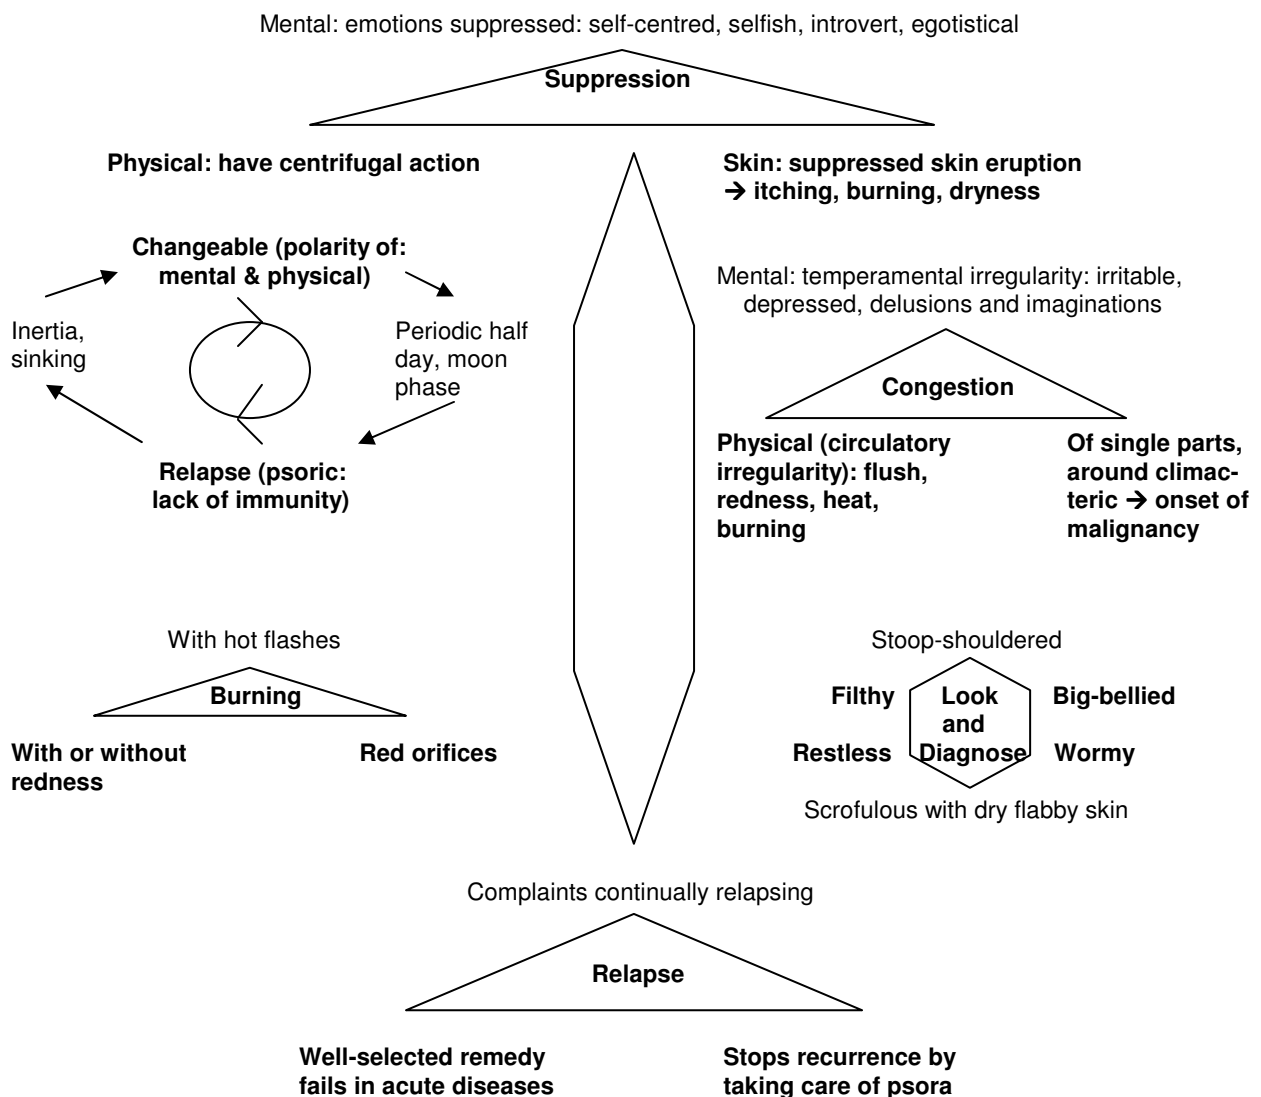 Mental: emotions suppressed: self-centred, selfish, introvert, egotistical
Suppression
Physical: have centrifugal action
Skin: suppressed skin eruption
→ itching, burning, dryness
Changeable (polarity of:
mental & physical)
Inertia,
sinking
Periodic half
day, moon
phase
Relapse (psoric:
lack of immunity)
Mental: temperamental irregularity: irritable,
depressed, delusions and imaginations
Congestion
Physical (circulatory
irregularity): flush,
redness, heat,
burning
Of single parts,
around climac-
teric → onset of
malignancy
With hot flashes
Burning
With or without
redness
Red orifices
Stoop-shouldered
Filthy
Look
and
Diagnose
Big-bellied
Restless
Wormy
Scrofulous with dry flabby skin
Complaints continually relapsing
Relapse
Well-selected remedy
fails in acute diseases
Stops recurrence by
taking care of psora